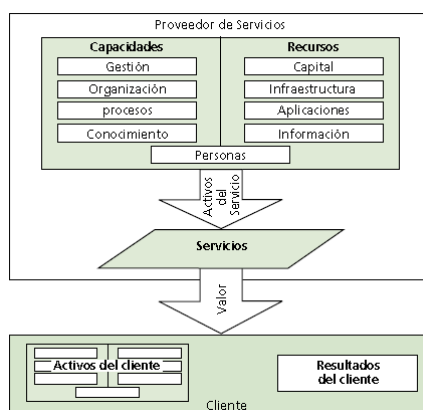 Proveedor de Servicios
Capacidades
Gestión
Organización
procesos
Conocimiento
Recursos
Capital
Infraestructura
Aplicaciones
Información
Personas
Activos
del
Servicio
Servicios
Valor
Activos del cliente
Resultados
del cliente
Cliente